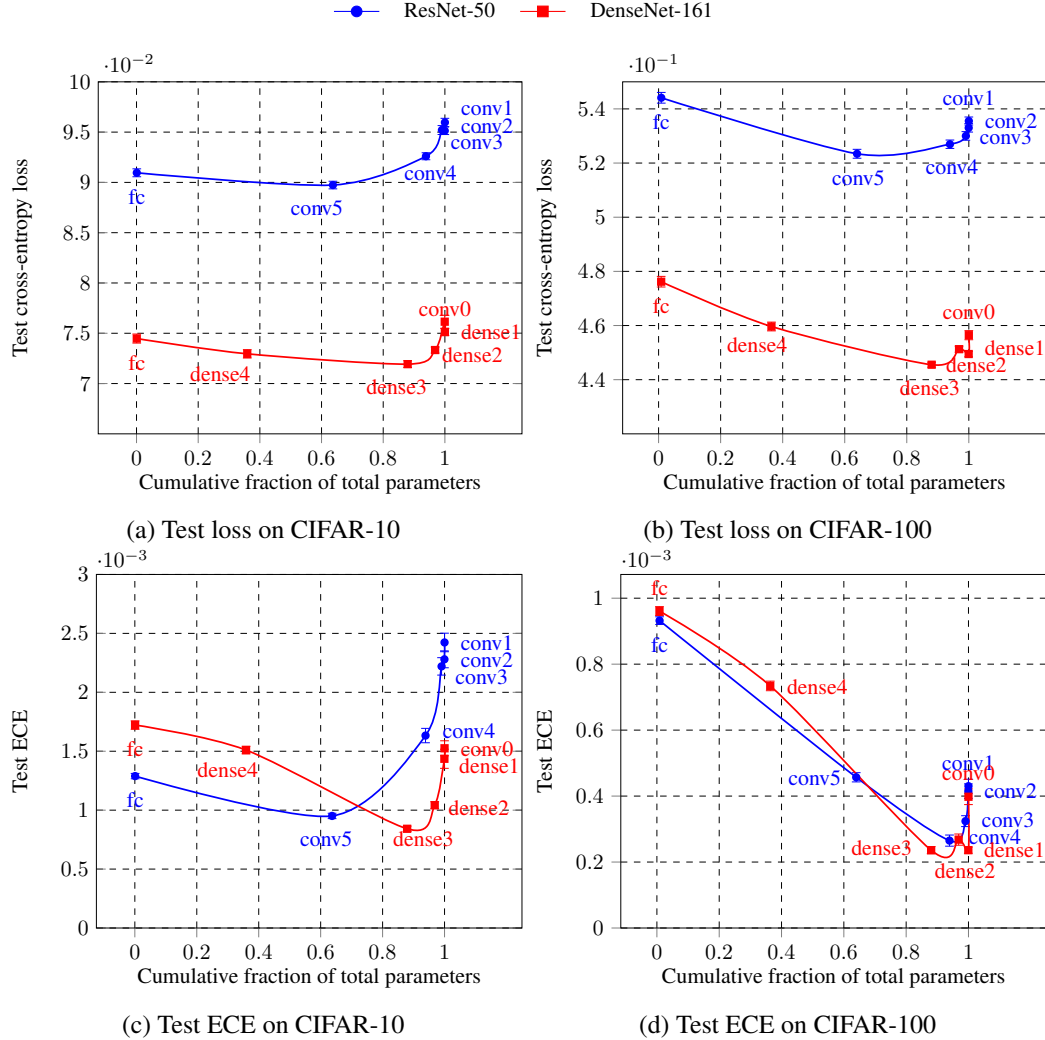 ResNet-50 DenseNet-161
·10⁻²
10
9.5
9
8.5
8
7.5
7
Test cross-entropy loss
conv1
conv2
conv3
conv4
conv5
fc
conv0
dense1
dense2
dense3
dense4
fc
0 0.2 0.4 0.6 0.8 1
Cumulative fraction of total parameters
(a) Test loss on CIFAR-10
·10⁻¹
5.4
5.2
5
4.8
4.6
4.4
Test cross-entropy loss
conv1
conv2
conv3
conv4
conv5
fc
fc
conv0
dense1
dense2
dense3
dense4
0 0.2 0.4 0.6 0.8 1
Cumulative fraction of total parameters
(b) Test loss on CIFAR-100
·10⁻³
3
2.5
2
1.5
1
0.5
0
Test ECE
conv1
conv2
conv3
conv4
conv5
fc
fc
conv0
dense1
dense2
dense3
dense4
0 0.2 0.4 0.6 0.8 1
Cumulative fraction of total parameters
(c) Test ECE on CIFAR-10
·10⁻³
1
0.8
0.6
0.4
0.2
0
Test ECE
fc
fc
dense4
conv5
conv1
conv0
conv2
conv3
conv4
dense3
dense1
dense2
0 0.2 0.4 0.6 0.8 1
Cumulative fraction of total parameters
(d) Test ECE on CIFAR-100